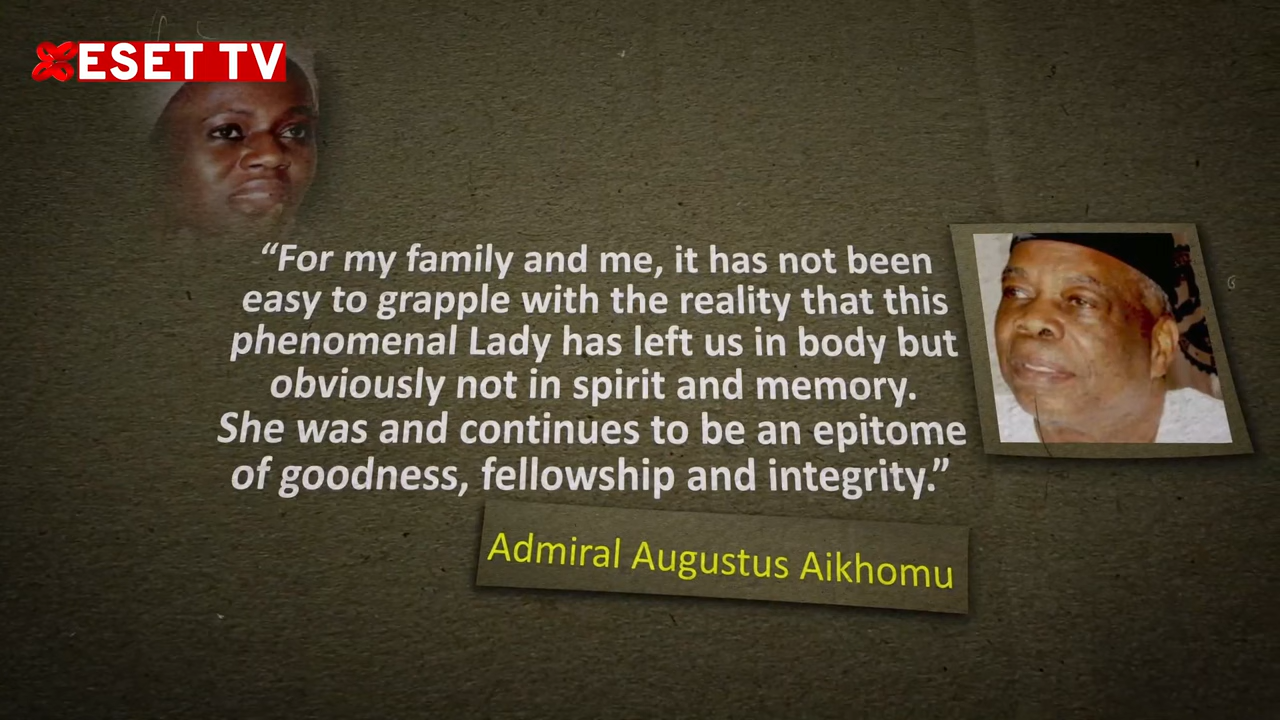 ESET TV
“For my family and me, it has not been
easy to grapple with the reality that this
phenomenal Lady has left us in body but
obviously not in spirit and memory.
She was and continues to be an epitome
of goodness, fellowship and integrity.”
Admiral Augustus Aikhomu